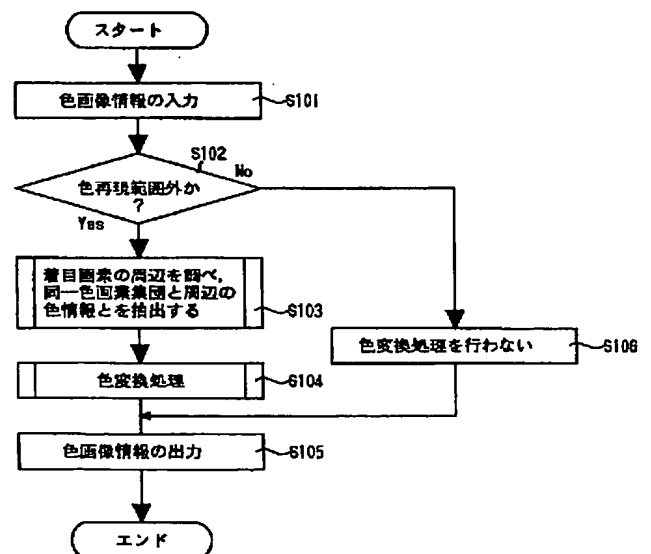 スタート
色画像情報の入力
S101
S102
色再現範囲外か
?
No
Yes
着目画素の周辺を調べ,
同一色画素集団と周辺の
色情報とを抽出する
S103
色変換処理を行わない
S106
色変換処理
S104
色画像情報の出力
S105
エンド